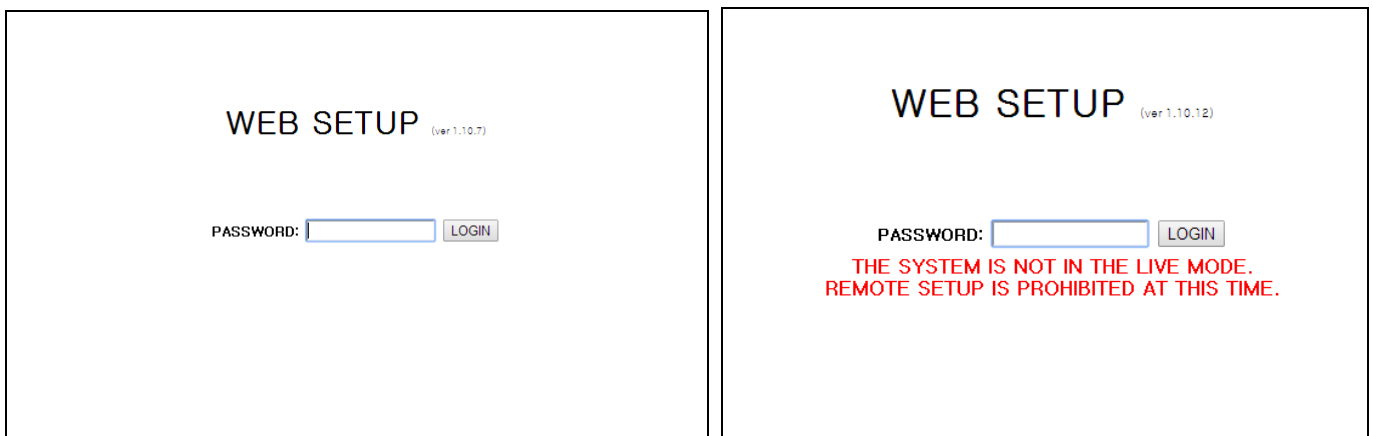 WEB SETUP (ver 1.10.7)
PASSWORD: LOGIN
WEB SETUP (ver 1.10.12)
PASSWORD: LOGIN
THE SYSTEM IS NOT IN THE LIVE MODE.
REMOTE SETUP IS PROHIBITED AT THIS TIME.